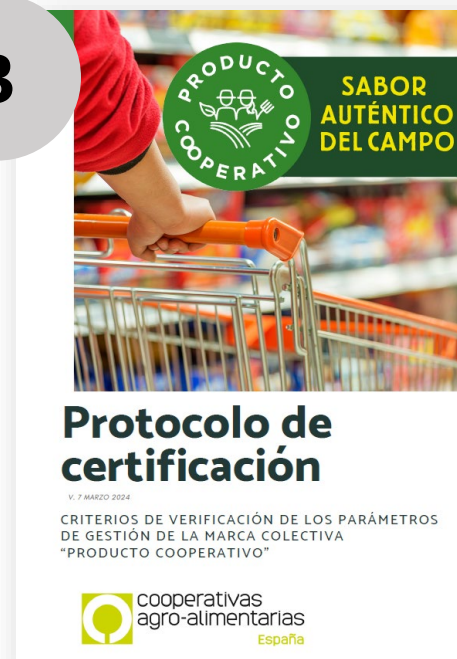 3
PRODUCTO
COOPERATIVO
SABOR
AUTÉNTICO
DEL CAMPO
Protocolo de
certificación
V. 7 MARZO 2024
CRITERIOS DE VERIFICACIÓN DE LOS PARÁMETROS
DE GESTIÓN DE LA MARCA COLECTIVA
“PRODUCTO COOPERATIVO”
cooperativas
agro-alimentarias
España